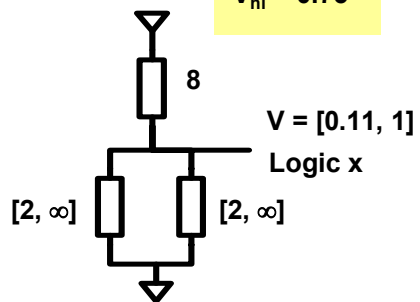 8
V = [0.11, 1]
Logic x
[2, ∞] [2, ∞]